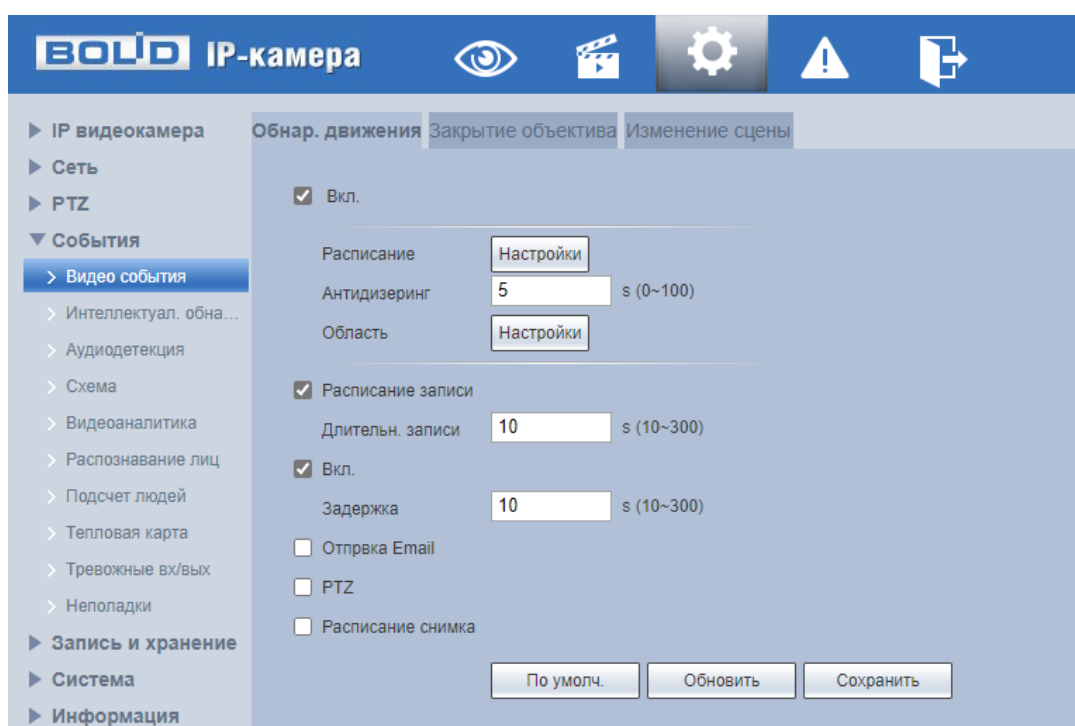 BOLID IP-камера
IP видеокамера
Сеть
PTZ
События
Видео события
Интеллектуал. обна...
Аудиодетекция
Схема
Видеоаналитика
Распознавание лиц
Подсчет людей
Тепловая карта
Тревожные вх/вых
Неполадки
Запись и хранение
Система
Информация
Обнар. движения Закрытие объектива Изменение сцены
Вкл.
Расписание Настройки
Антидизеринг 5 s (0~100)
Область Настройки
Расписание записи
Длительн. записи 10 s (10~300)
Вкл.
Задержка 10 s (10~300)
Отпрвка Email
PTZ
Расписание снимка
По умолч. Обновить Сохранить